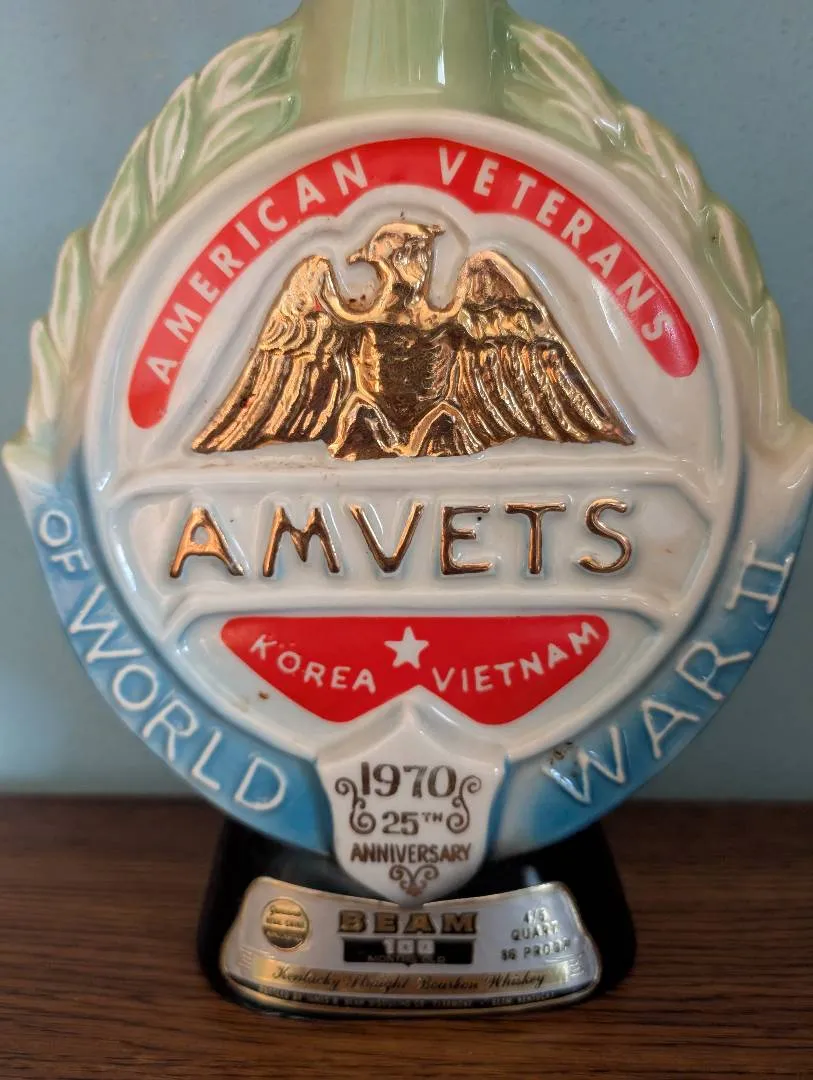 AMERICAN VETERANS
AMVETS
KOREA VIETNAM
OF WORLD WAR II
1970
25TH
ANNIVERSARY
BEAM
100
MONTHS OLD
4/5
QUART
86 PROOF
Kentucky Straight Bourbon Whiskey